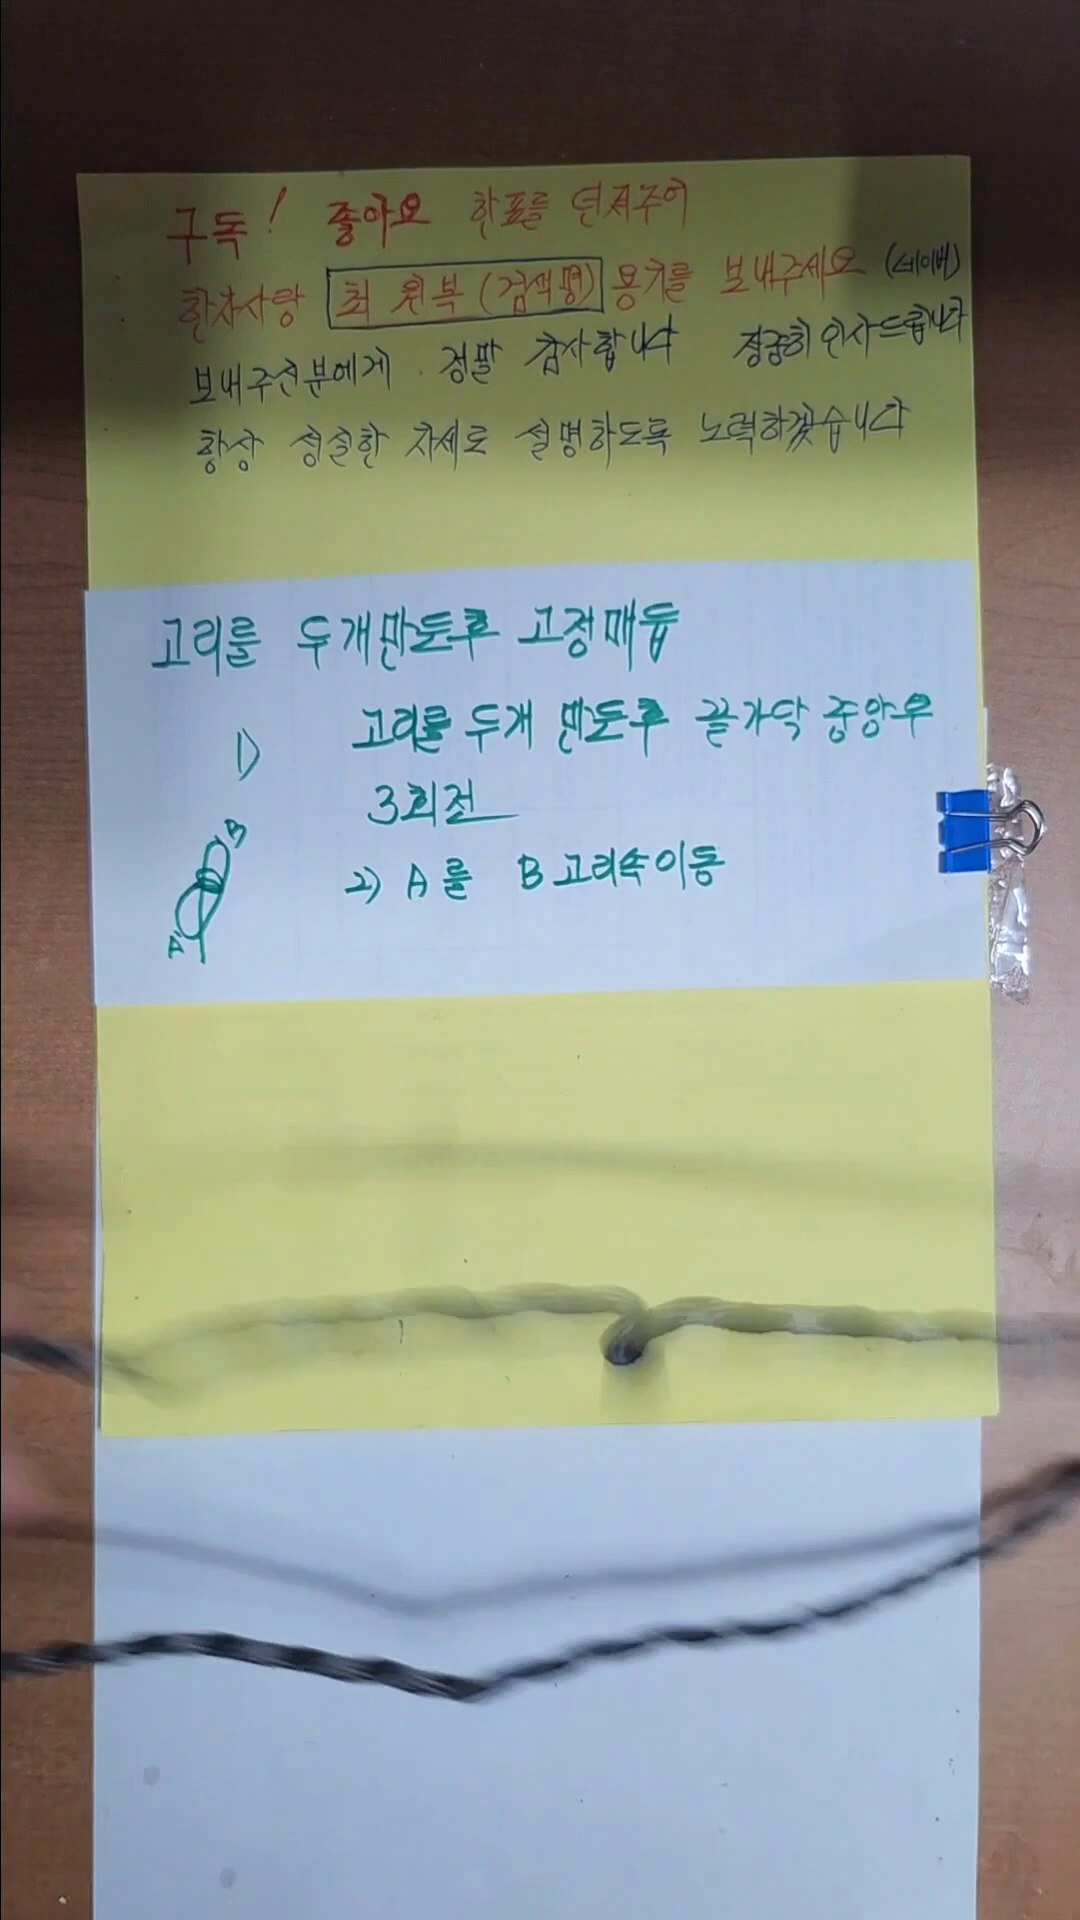 구독! 좋아요 한표를 던져주어
한자사랑 최원복(검색명) 용기를 보내주세요 (네이버)
보내주신분에게 정말 감사합니다 정중히 인사드립니다
항상 성실한 자세로 설명하도록 노력하겠습니다
고리를 두개만든후 고정매듭
1) 고리를 두개 만든후 끝가닥 중앙우
3회전
2) A를 B고리속이동
B
A